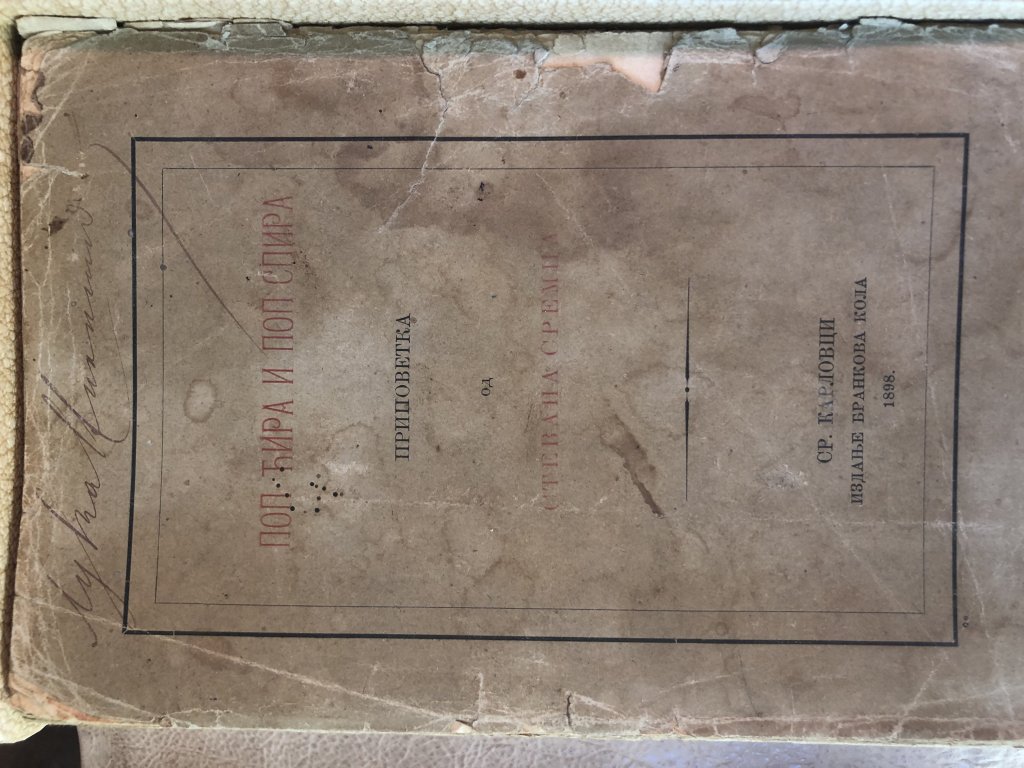 ПОП ЋИРА И ПОП СПИРА
ПРИПОВЕТКА
ОД
СТЕВАНА СРЕМЦА
СР. КАРЛОВЦИ
ИЗДАЊЕ БРАНКОВА КОЛА
1898.